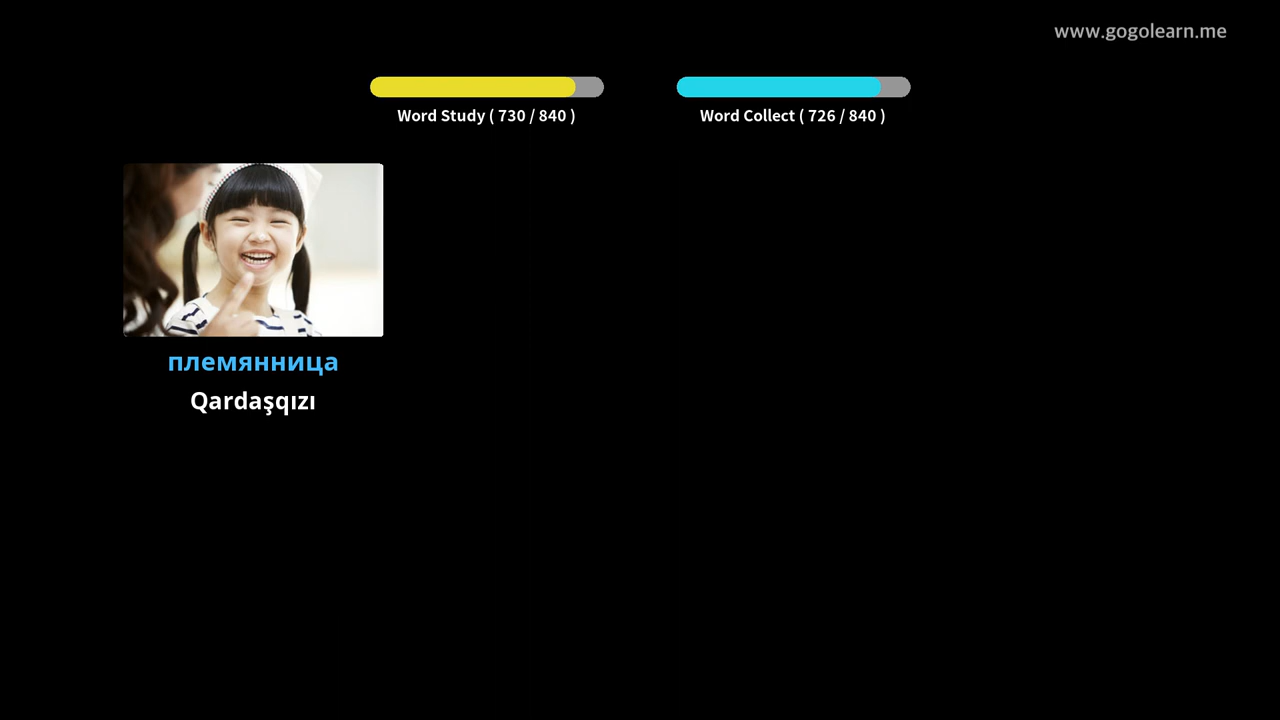 www.gogolearn.me
Word Study ( 730 / 840 )
Word Collect ( 726 / 840 )
племянница
Qardaşqızı